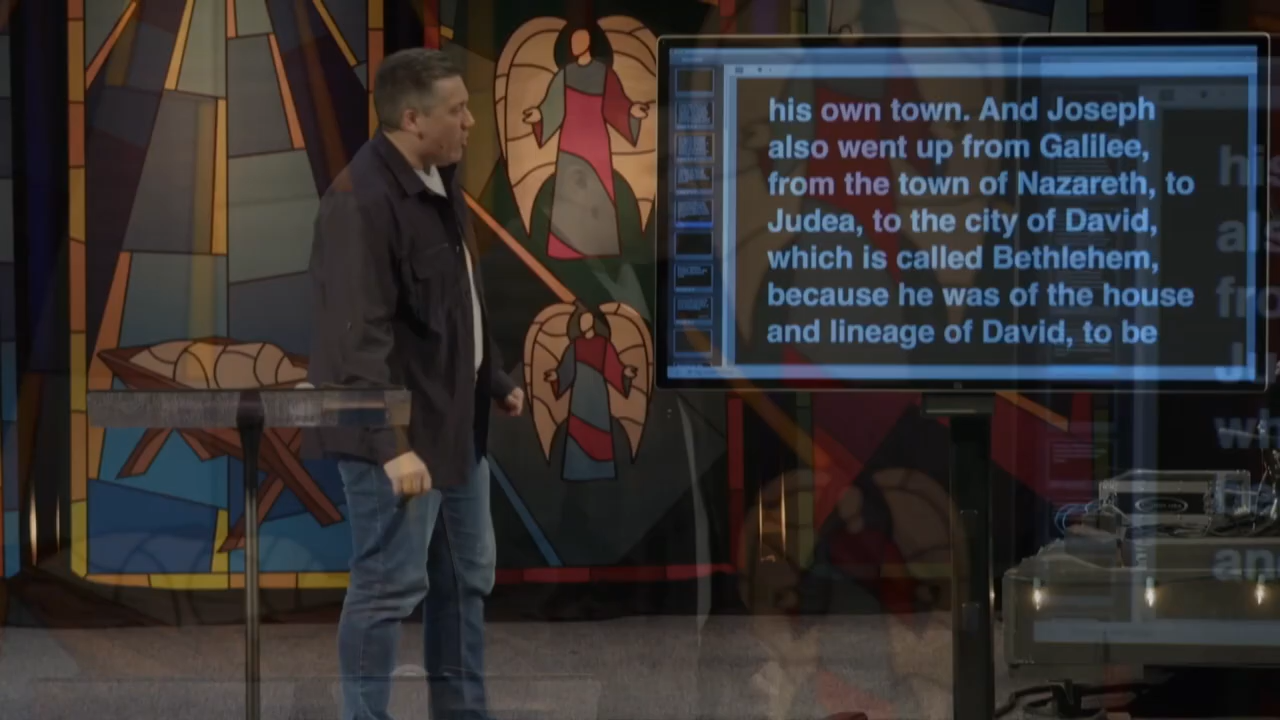 his own town. And Joseph
also went up from Galilee,
from the town of Nazareth, to
Judea, to the city of David,
which is called Bethlehem,
because he was of the house
and lineage of David, to be